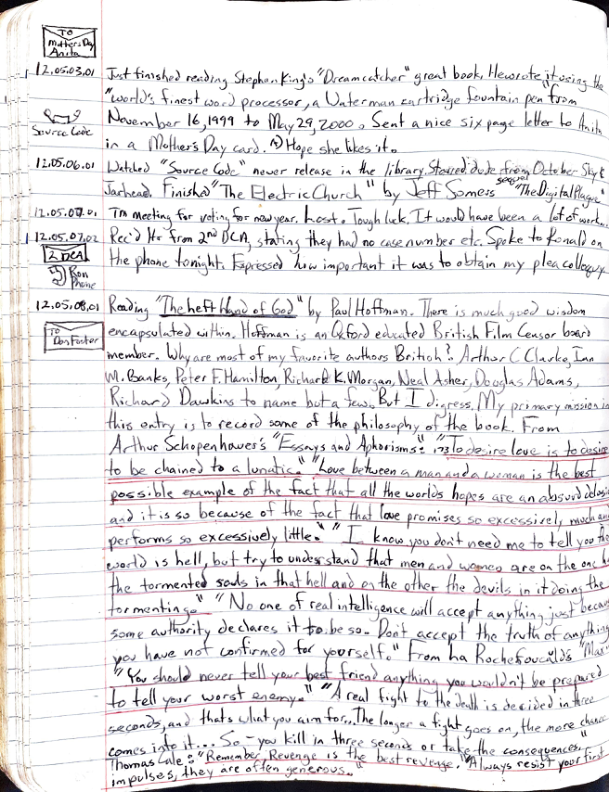 TO
Mother's Day
Anita
12.05.03.01 Just finished reading Stephen King's "Dreamcatcher" great book. He wrote it using the
"world's finest word processor, a Waterman cartridge fountain pen" from
November 16, 1999 to May 29, 2000. Sent a nice six page letter to Anita
Source Code
in a Mother's Day card. Hope she likes it.
12.05.06.01 Watched "Source Code" newer release in the library. Starred dude from October Sky &
Jarhead. Finished "The Electric Church" by Jeff Somers sequel "The Digital Plague"
12.05.07.01 TM meeting for voting for new year. Lost. Tough luck. It would have been a lot of work
12.05.07.02 Rec'd ltr from 2nd DCA, stating they had no case number etc. Spoke to Ronald on
2 DCA
the phone tonight. Expressed how important it was to obtain my plea colloquy.
Ron
Phone
12.05.08.01 Reading "The Left Hand of God" by Paul Hoffman. There is much good wisdom
TO
Don Foster
encapsulated within. Hoffman is an Oxford educated British Film Censor board
member. Why are most of my favorite authors British? Arthur C Clarke, Ian
M. Banks, Peter F. Hamilton, Richard K. Morgan, Neal Asher, Douglas Adams,
Richard Dawkins to name but a few. But I digress. My primary mission in
this entry is to record some of the philosophy of the book. From
Arthur Schopenhower's "Essays and Aphorisms: "To desire love is to desire
to be chained to a lunatic." "Love between a man and a woman is the best
possible example of the fact that all the worlds hopes are an absurd delusi
and it is so because of the fact that love promises so excessively much an
performs so excessively little." "I know you don't need me to tell you the
world is hell, but try to understand that men and women are on the one h
the tormented souls in that hell and on the other the devils in it doing the
tormenting." "No one of real intelligence will accept anything just becau
some authority declares it to be so. Don't accept the truth of anything
you have not confirmed for yourself." From La Rochefoucald's "Max
"You should never tell your best friend anything you wouldn't be prepared
to tell your worst enemy." "A real fight to the death is decided in three
seconds, and thats what you aim for... The longer a fight goes on, the more chance
comes into it... So - you kill in three seconds or take the consequences."
Thomas Cale: "Remember Revenge is the best revenge. "Always resist your first
impulses, they are often generous."